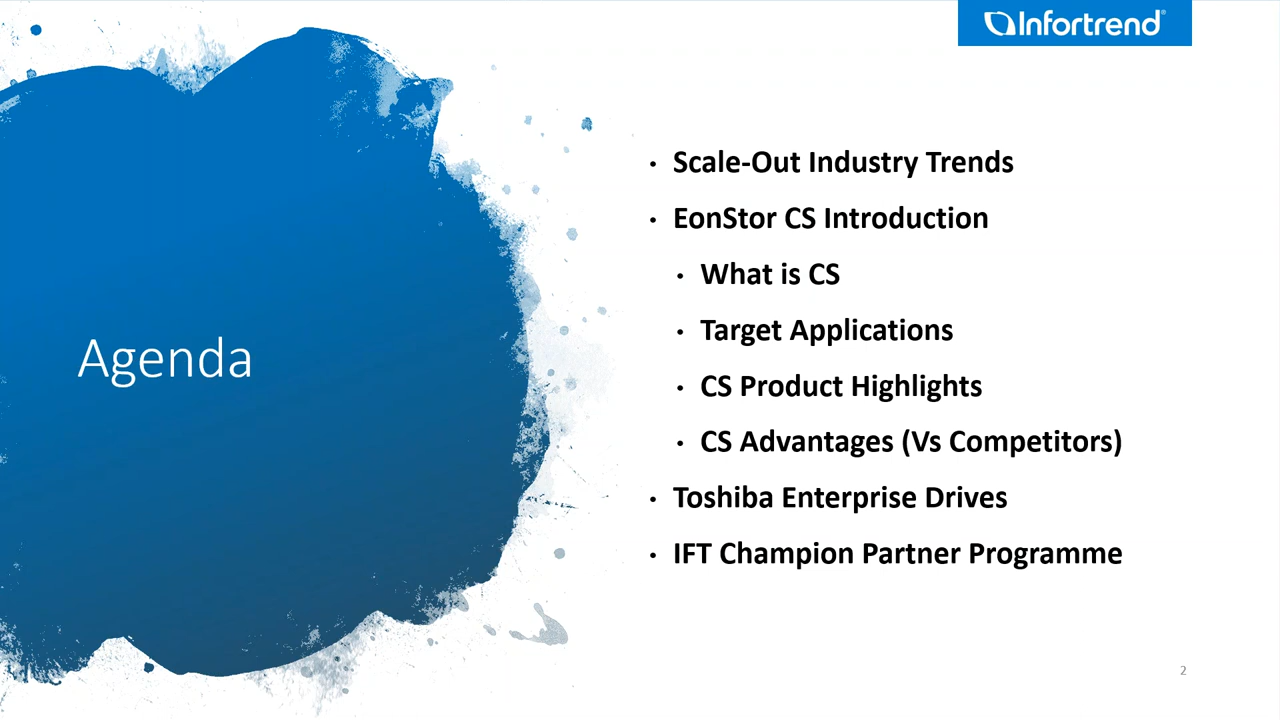 Infortrend®
Agenda
• Scale-Out Industry Trends
• EonStor CS Introduction
• What is CS
• Target Applications
• CS Product Highlights
• CS Advantages (Vs Competitors)
• Toshiba Enterprise Drives
• IFT Champion Partner Programme
2